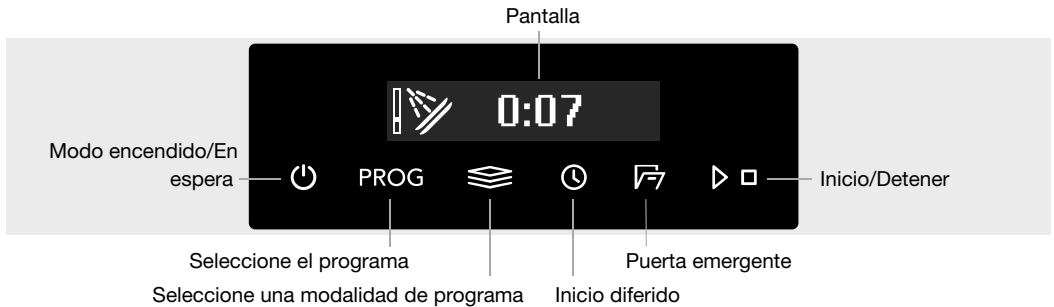 Pantalla
0:07
Modo encendido/En
espera
PROG
Inicio/Detener
Seleccione el programa
Puerta emergente
Seleccione una modalidad de programa
Inicio diferido